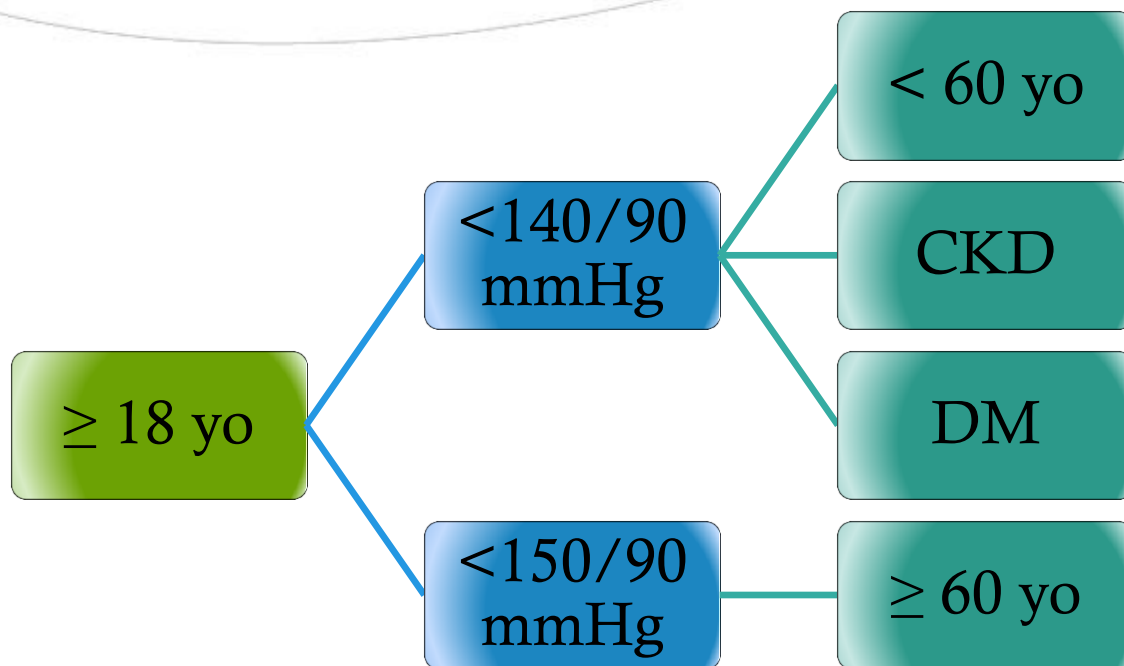 ≥ 18 yo
<140/90
mmHg
< 60 yo
CKD
DM
<150/90
mmHg
≥ 60 yo